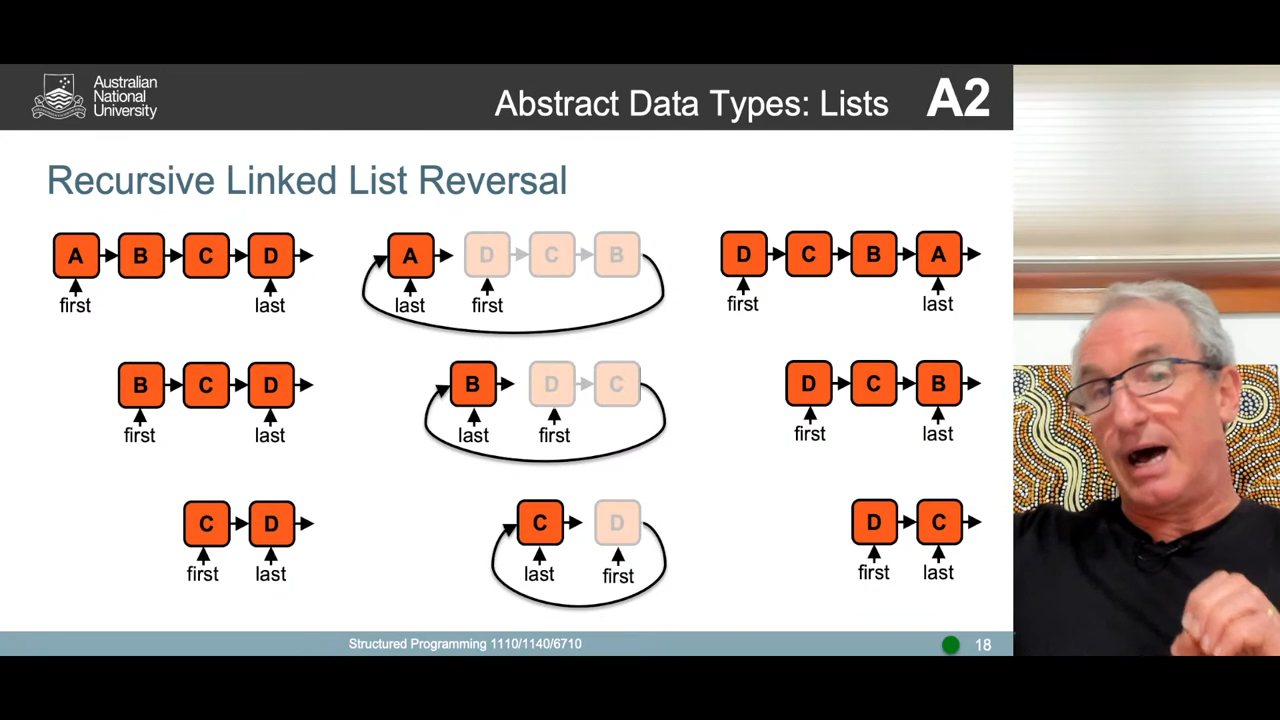 Australian
National
University
Abstract Data Types: Lists A2
Recursive Linked List Reversal
A B C D A D C B D C B A
first last last first first last
B C D B D C D C B
first last last first first last
C D C D D C
first last last first first last
Structured Programming 1110/1140/6710 18